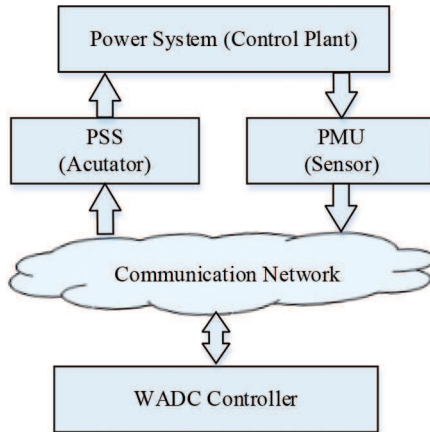 Power System (Control Plant)
PSS
(Acutator)
PMU
(Sensor)
Communication Network
WADC Controller